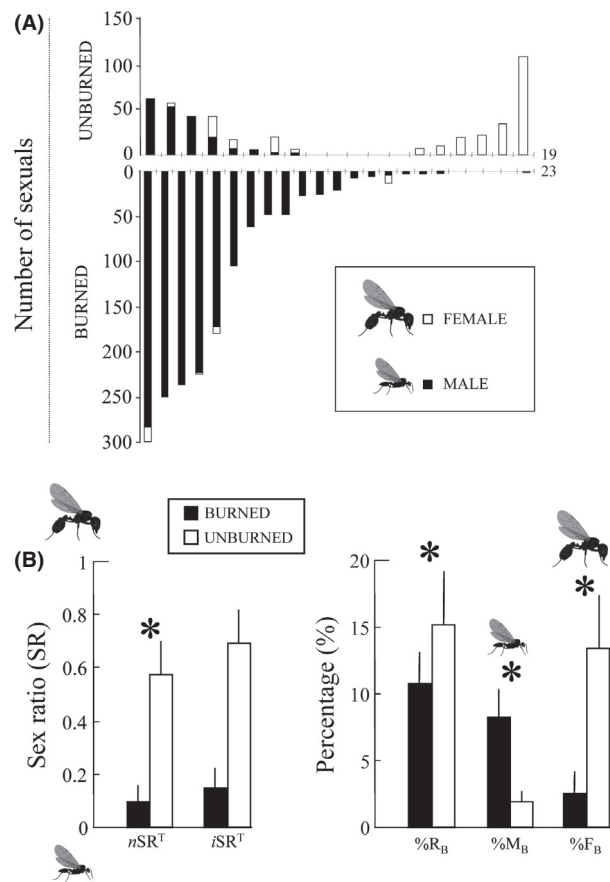 (A)
Number of sexuals
UNBURNED
150
100
50
0
19
0
23
50
100
150
200
250
300
BURNED
FEMALE
MALE
BURNED
UNBURNED
(B)
Sex ratio (SR)
1
0.8
0.6
0.4
0.2
0
*
nSRᵀ
iSRᵀ
Percentage (%)
20
15
10
5
0
*
*
*
%R_B
%M_B
%F_B